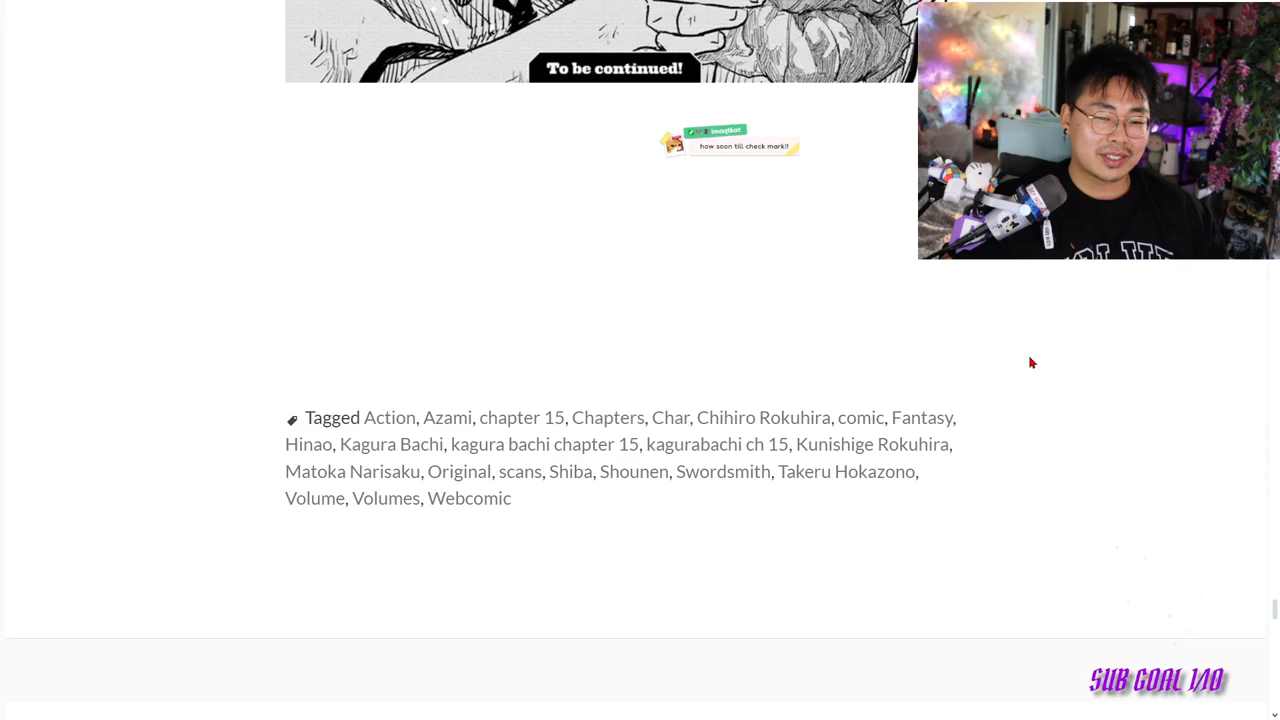 To be continued!
imaqtkat
how soon till check mark!!
Tagged Action, Azami, chapter 15, Chapters, Char, Chihiro Rokuhira, comic, Fantasy,
Hinao, Kagura Bachi, kagura bachi chapter 15, kagurabachi ch 15, Kunishige Rokuhira,
Matoka Narisaku, Original, scans, Shiba, Shounen, Swordsmith, Takeru Hokazono,
Volume, Volumes, Webcomic
SUB GOAL 1/10